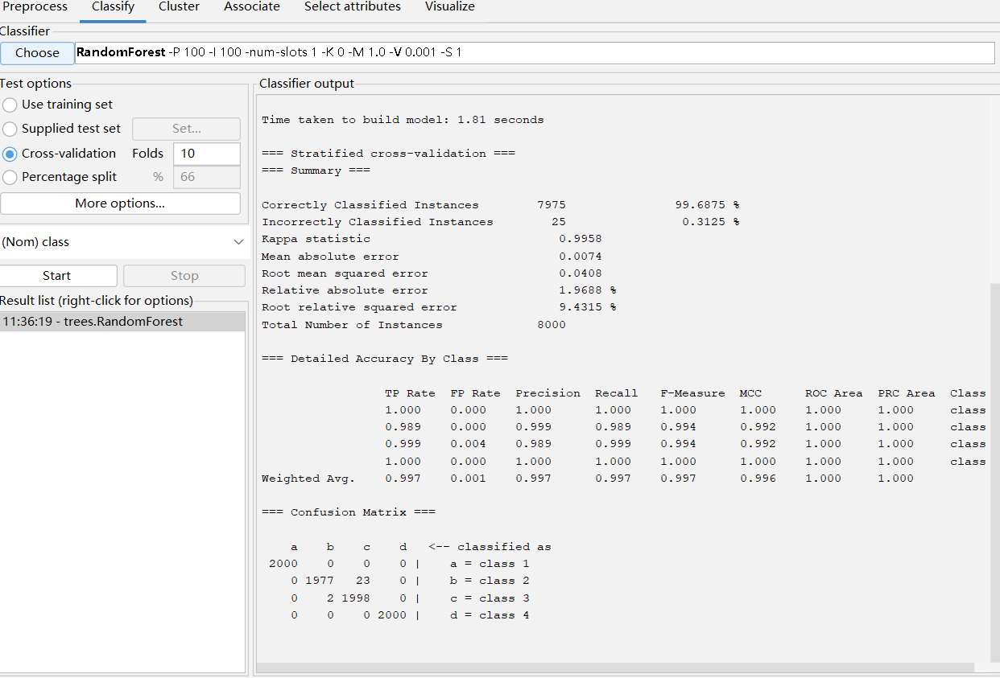 Preprocess Classify Cluster Associate Select attributes Visualize
Classifier
Choose RandomForest -P 100 -I 100 -num-slots 1 -K 0 -M 1.0 -V 0.001 -S 1
Test options
Use training set
Supplied test set Set...
Cross-validation Folds 10
Percentage split % 66
More options...
(Nom) class
Start Stop
Result list (right-click for options)
11:36:19 - trees.RandomForest
Classifier output
Time taken to build model: 1.81 seconds
=== Stratified cross-validation ===
=== Summary ===
Correctly Classified Instances 7975 99.6875 %
Incorrectly Classified Instances 25 0.3125 %
Kappa statistic 0.9958
Mean absolute error 0.0074
Root mean squared error 0.0408
Relative absolute error 1.9688 %
Root relative squared error 9.4315 %
Total Number of Instances 8000
=== Detailed Accuracy By Class ===
TP Rate FP Rate Precision Recall F-Measure MCC ROC Area PRC Area Class
1.000 0.000 1.000 1.000 1.000 1.000 1.000 1.000 class
0.989 0.000 0.999 0.989 0.994 0.992 1.000 1.000 class
0.999 0.004 0.989 0.999 0.994 0.992 1.000 1.000 class
1.000 0.000 1.000 1.000 1.000 1.000 1.000 1.000 class
Weighted Avg. 0.997 0.001 0.997 0.997 0.997 0.996 1.000 1.000
=== Confusion Matrix ===
a b c d <-- classified as
2000 0 0 0 | a = class 1
0 1977 23 0 | b = class 2
0 2 1998 0 | c = class 3
0 0 0 2000 | d = class 4